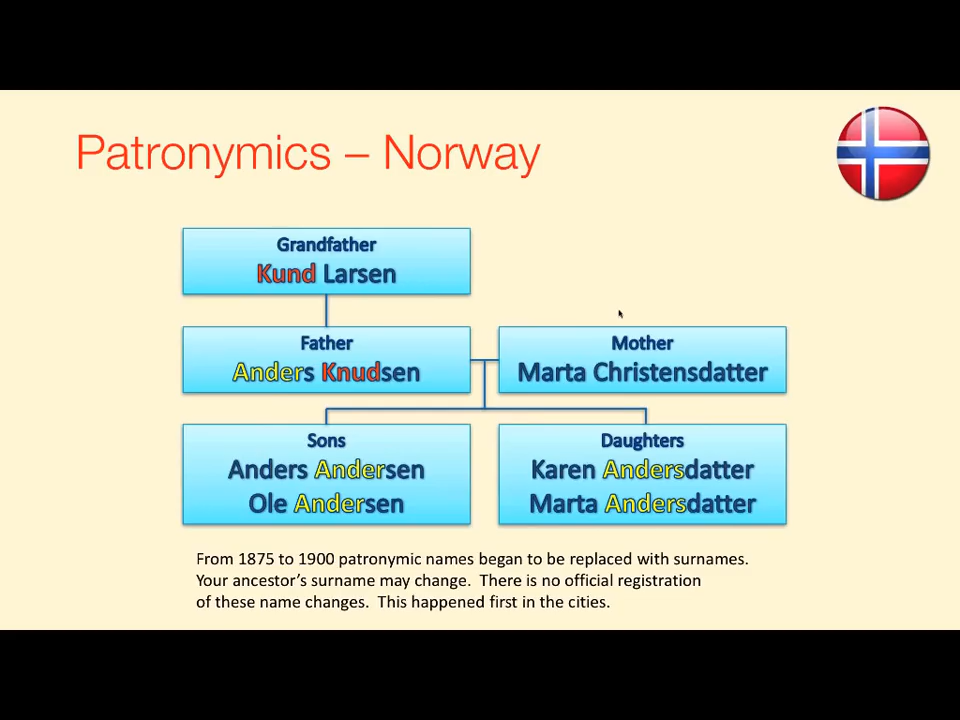 Patronymics – Norway
Grandfather
Kund Larsen
Father
Anders Knudsen
Mother
Marta Christensdatter
Sons
Anders Andersen
Ole Andersen
Daughters
Karen Andersdatter
Marta Andersdatter
From 1875 to 1900 patronymic names began to be replaced with surnames.
Your ancestor's surname may change.  There is no official registration
of these name changes.  This happened first in the cities.